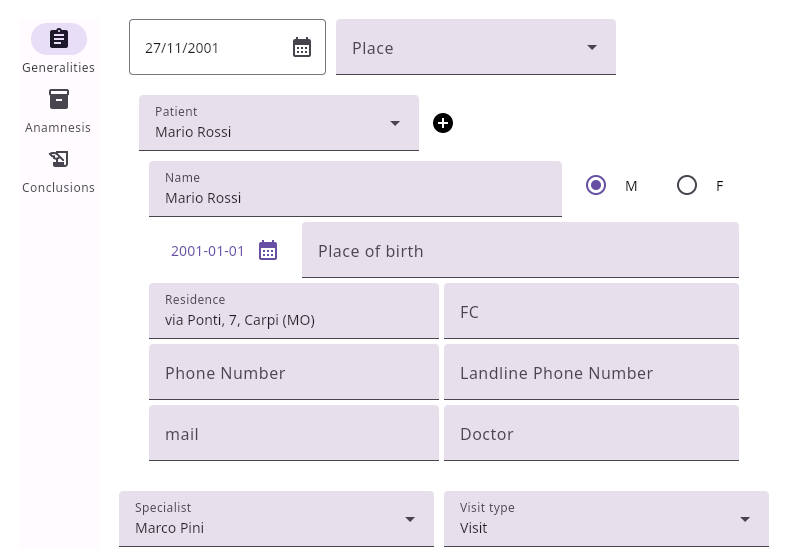 Generalities
Anamnesis
Conclusions
27/11/2001
Place
Patient
Mario Rossi
Name
Mario Rossi
M
F
2001-01-01
Place of birth
Residence
via Ponti, 7, Carpi (MO)
FC
Phone Number
Landline Phone Number
mail
Doctor
Specialist
Marco Pini
Visit type
Visit